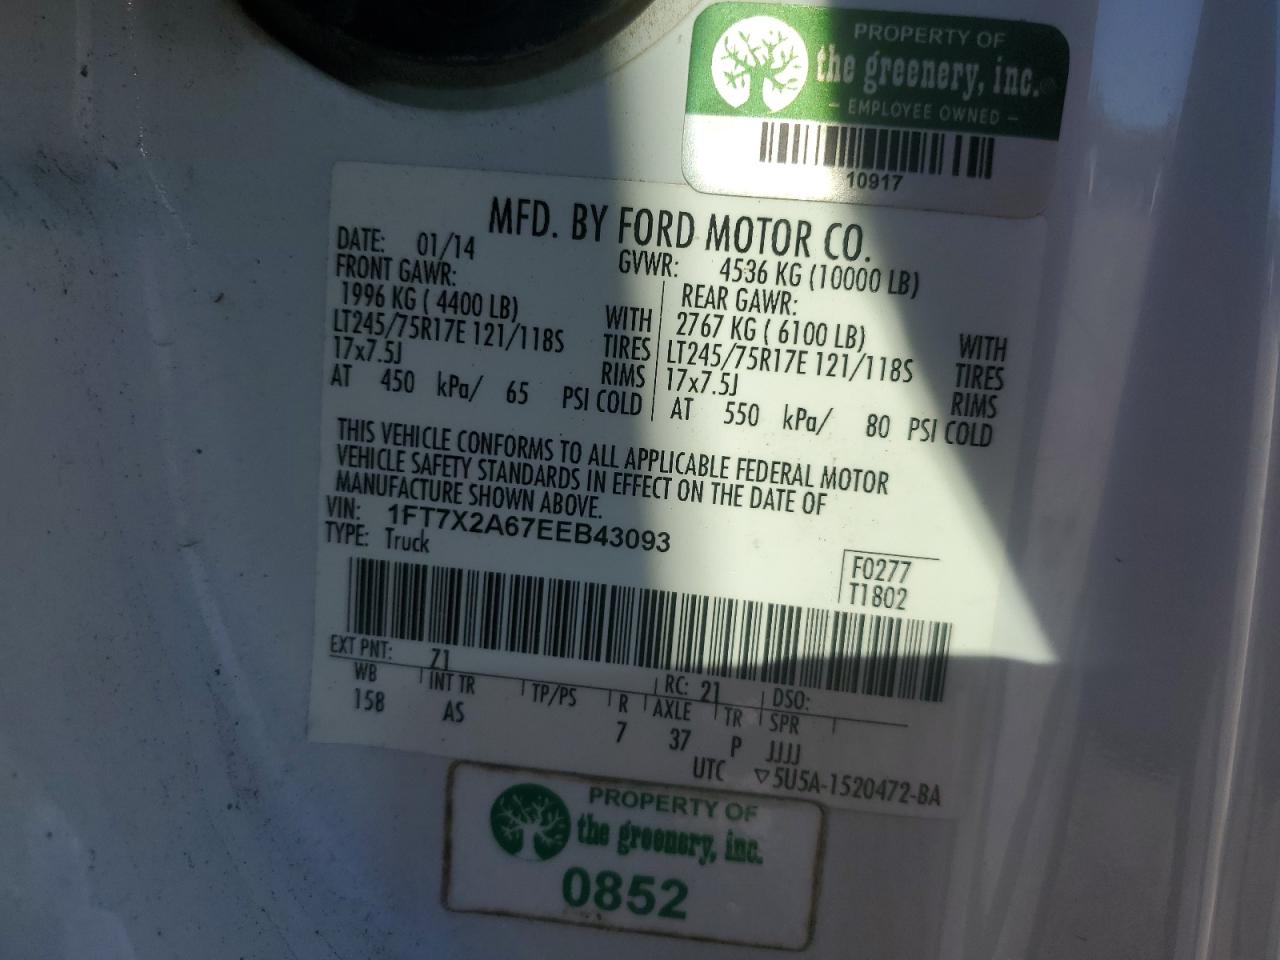 PROPERTY OF
the greenery, inc.
– EMPLOYEE OWNED –
10917
MFD. BY FORD MOTOR CO.
DATE: 01/14 GVWR: 4536 KG (10000 LB)
FRONT GAWR: REAR GAWR:
1996 KG ( 4400 LB) WITH 2767 KG ( 6100 LB) WITH
LT245/75R17E 121/118S TIRES LT245/75R17E 121/118S TIRES
17x7.5J RIMS 17x7.5J RIMS
AT 450 kPa/ 65 PSI COLD AT 550 kPa/ 80 PSI COLD
THIS VEHICLE CONFORMS TO ALL APPLICABLE FEDERAL MOTOR
VEHICLE SAFETY STANDARDS IN EFFECT ON THE DATE OF
MANUFACTURE SHOWN ABOVE.
VIN: 1FT7X2A67EEB43093
TYPE: Truck
F0277
T1802
EXT PNT: Z1 RC: 21 DSO:
WB INT TR TP/PS R AXLE TR SPR
158 AS 7 37 P JJJJ
UTC ▽5U5A-1520472-BA
PROPERTY OF
the greenery, inc.
0852